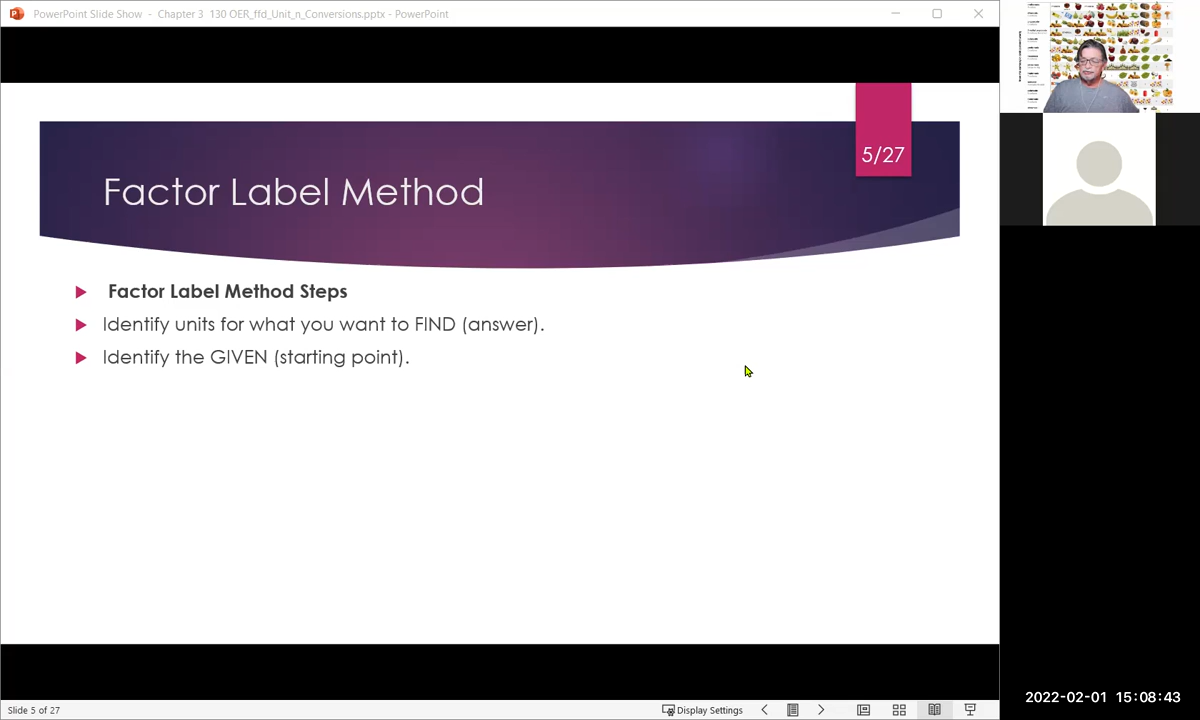 PowerPoint Slide Show - Chapter 3 130 OER_ffd_Unit_n_Conversions.pptx - PowerPoint
5/27
Factor Label Method
Factor Label Method Steps
Identify units for what you want to FIND (answer).
Identify the GIVEN (starting point).
2022-02-01 15:08:43
Slide 5 of 27
Display Settings